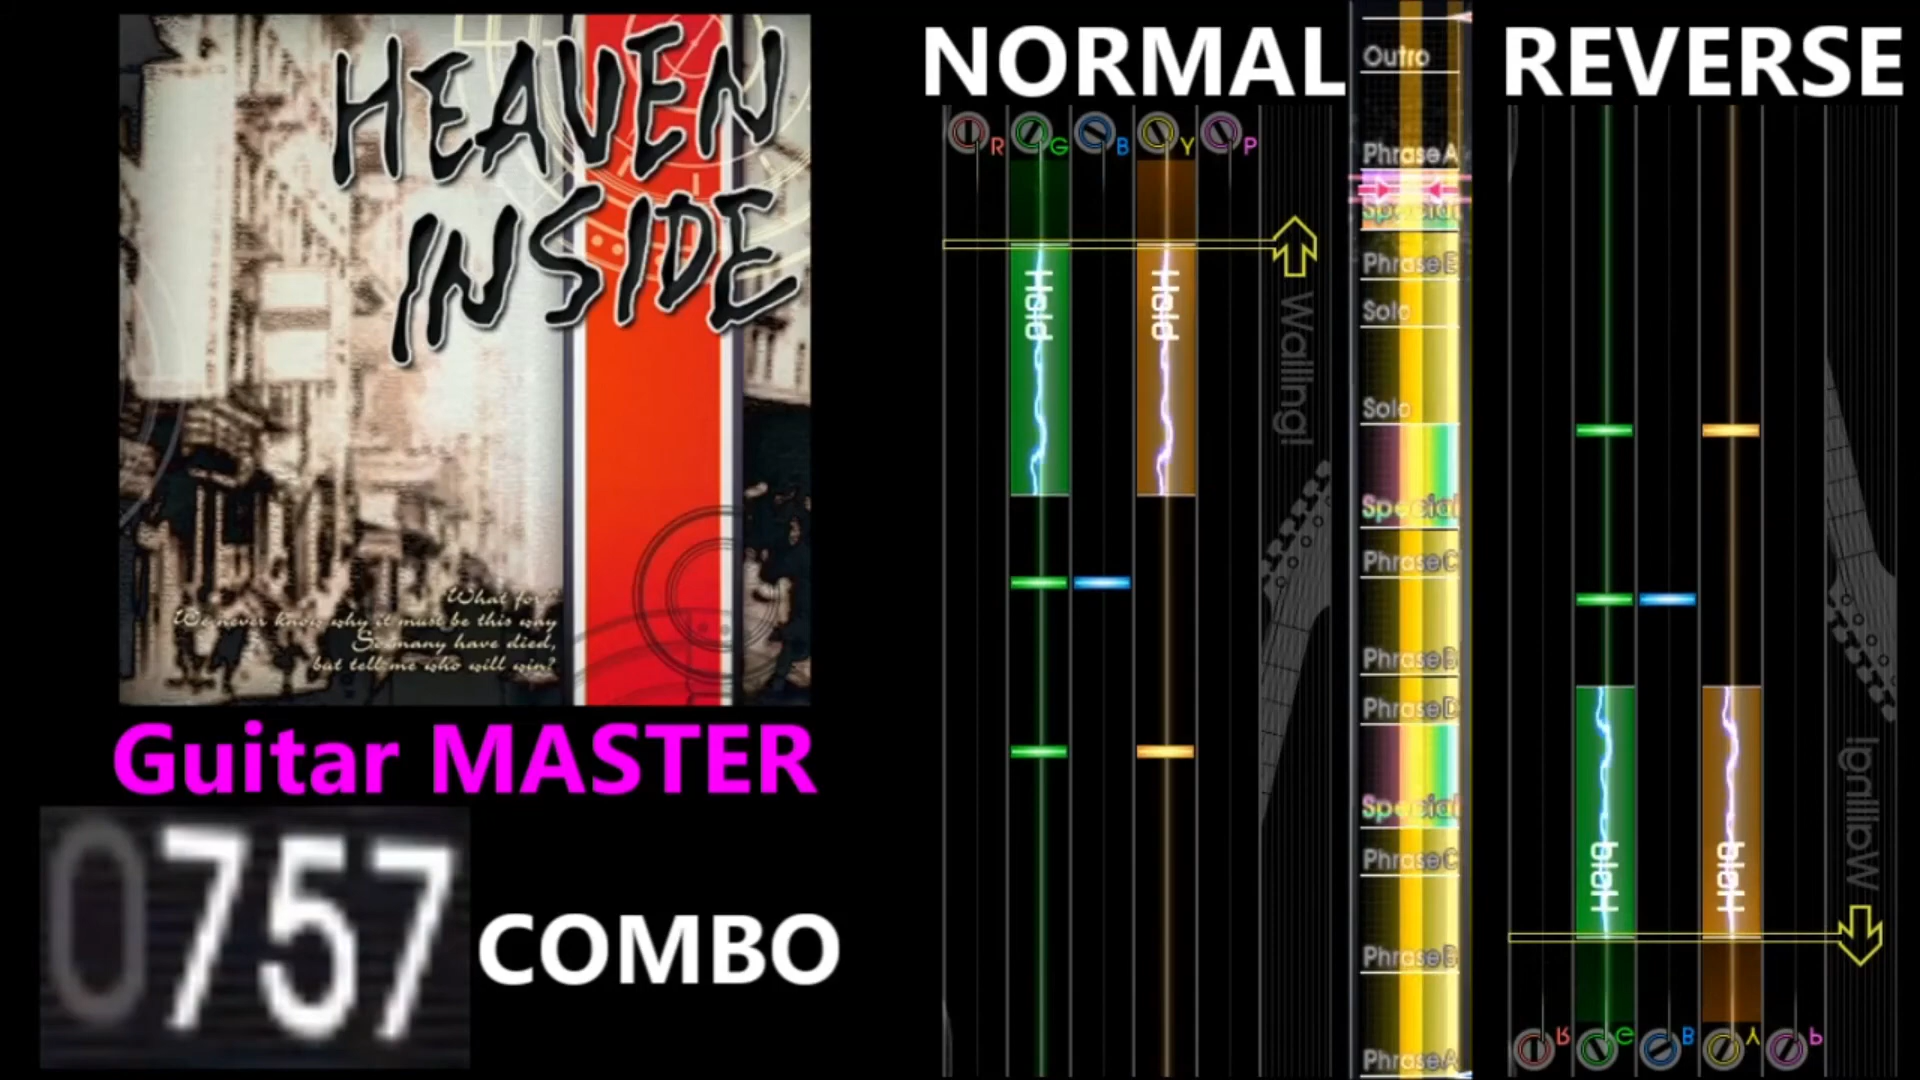 HEAVEN
INSIDE
What for?
We never know why it must be this way
So many have died,
but tell me who will win?
Guitar MASTER
0757
COMBO
NORMAL
R G B Y P
Hold
Hold
Wailing!
Outro
PhraseA
Special
PhraseE
Solo
Solo
Special
PhraseC
PhraseB
PhraseD
Special
PhraseC
PhraseB
PhraseA
REVERSE
Wailing!
Hold
Hold
R G B Y P